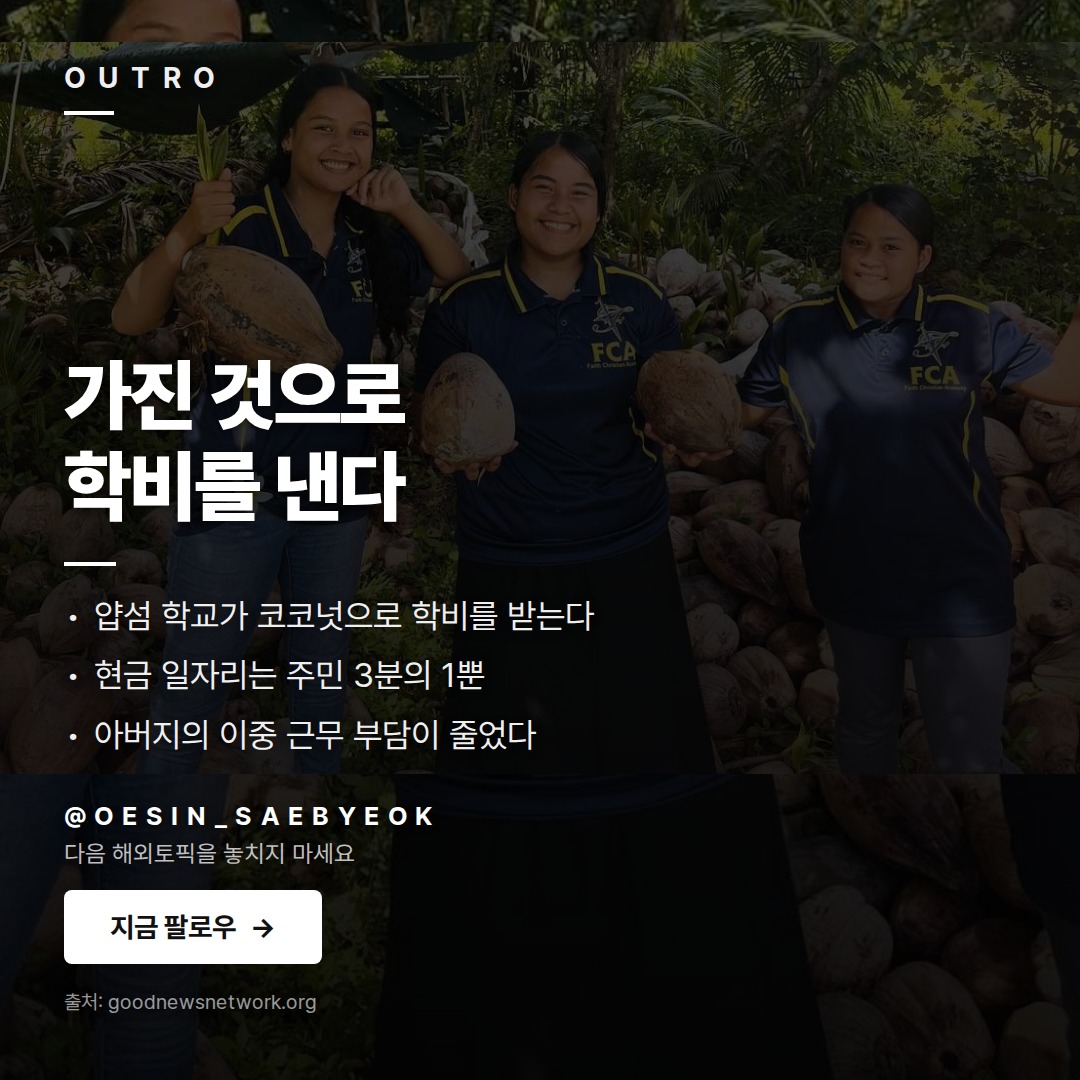 OUTRO
가진 것으로
학비를 낸다
• 얍섬 학교가 코코넛으로 학비를 받는다
• 현금 일자리는 주민 3분의 1뿐
• 아버지의 이중 근무 부담이 줄었다
@OESIN_SAEBYEOK
다음 해외토픽을 놓치지 마세요
지금 팔로우 →
출처: goodnewsnetwork.org
FCA
FCA